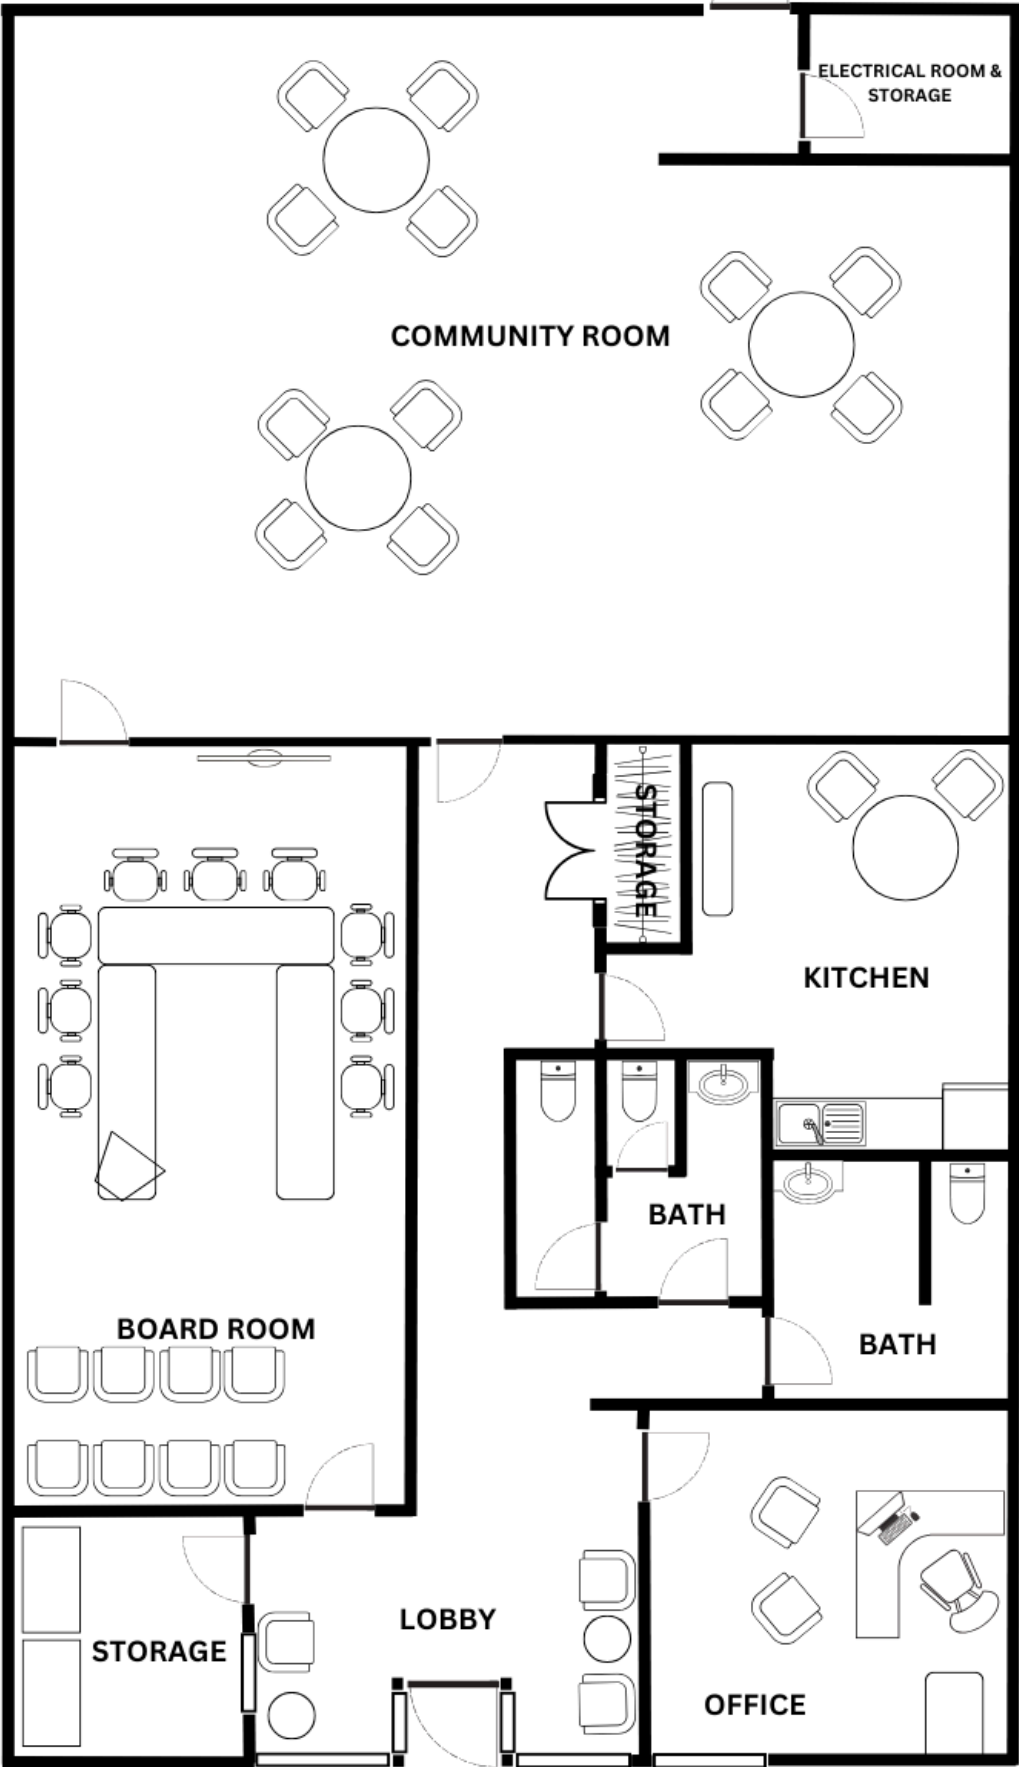 ELECTRICAL ROOM &
STORAGE
COMMUNITY ROOM
STORAGE
KITCHEN
BATH
BOARD ROOM
BATH
LOBBY
STORAGE
OFFICE